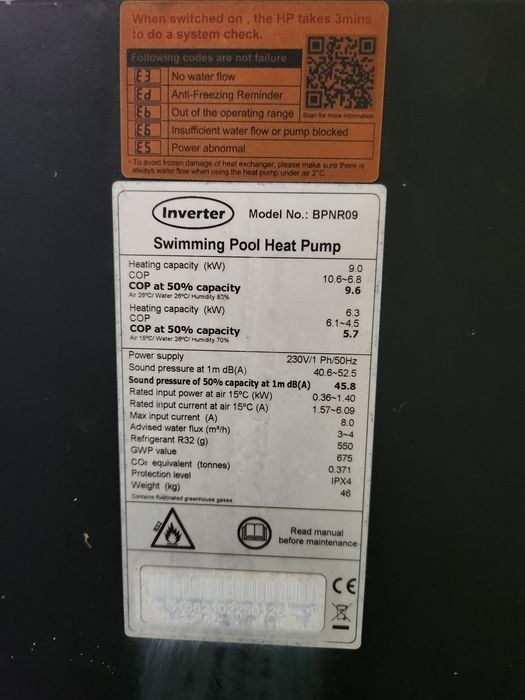 When switched on , the HP takes 3mins
to do a system check.
Following codes are not failure
E3 No water flow
Ed Anti-Freezing Reminder
Eb Out of the operating range
Scan for more information
E6 Insufficient water flow or pump blocked
E5 Power abnormal
* To avoid frozen damage of heat exchanger, please make sure there is
always water flow when using the heat pump under air 2°C.
Inverter Model No.: BPNR09
Swimming Pool Heat Pump
Heating capacity (kW) 9.0
COP 10.6~6.8
COP at 50% capacity 9.6
Air 26°C/ Water 26°C/ Humidity 80%
Heating capacity (kW) 6.3
COP 6.1~4.5
COP at 50% capacity 5.7
Air 15°C/ Water 26°C/ Humidity 70%
Power supply 230V/1 Ph/50Hz
Sound pressure at 1m dB(A) 40.6~52.5
Sound pressure of 50% capacity at 1m dB(A) 45.8
Rated input power at air 15°C (kW) 0.36~1.40
Rated input current at air 15°C (A) 1.57~6.09
Max input current (A) 8.0
Advised water flux (m³/h) 3~4
Refrigerant R32 (g) 550
GWP value 675
CO₂ equivalent (tonnes) 0.371
Protection level IPX4
Weight (kg) 46
Contains fluorinated greenhouse gases
R32
Read manual
before maintenance
CE